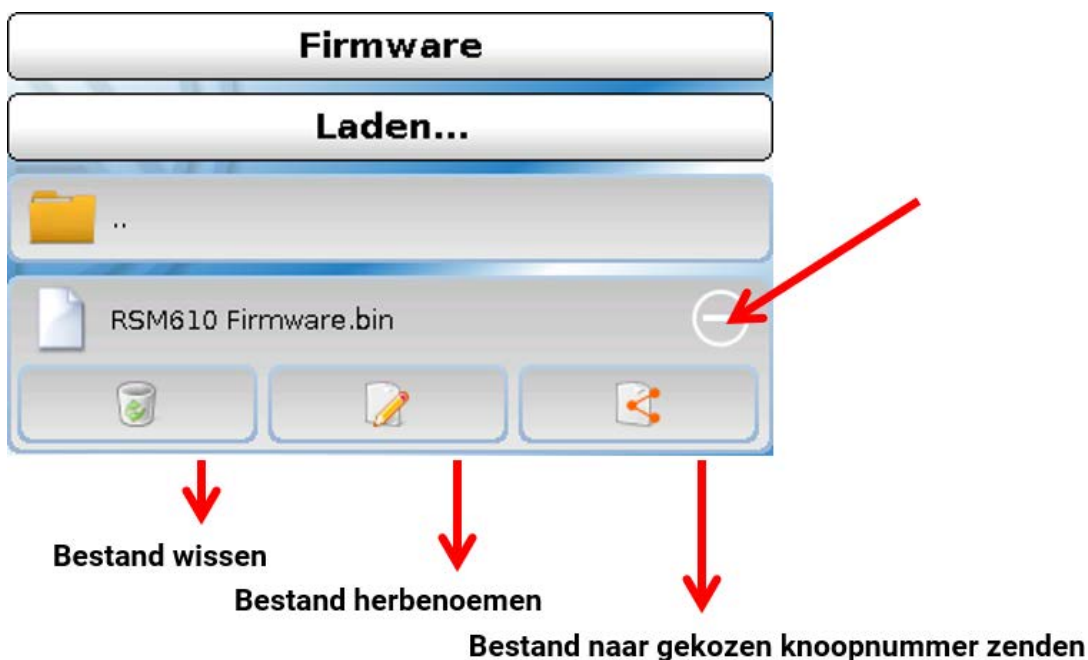 Firmware
Laden...
..
RSM610 Firmware.bin
Bestand wissen
Bestand herbenoemen
Bestand naar gekozen knoopnummer zenden